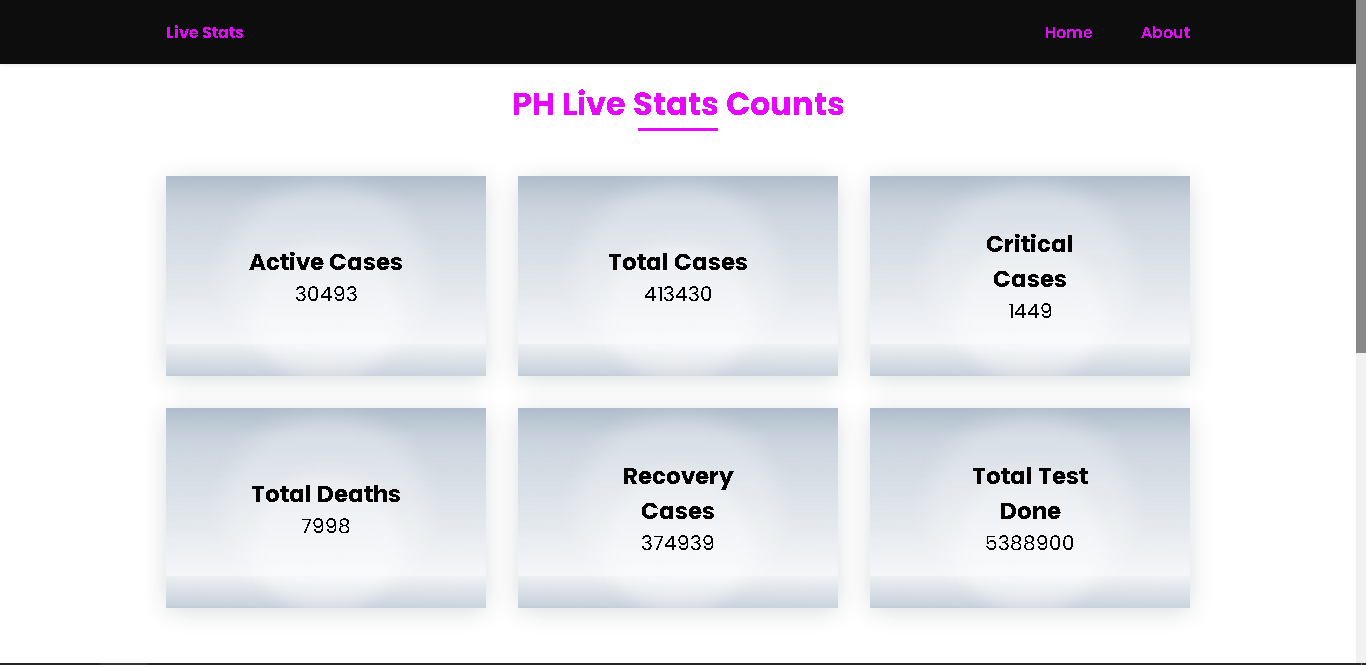 Live Stats
Home
About
PH Live Stats Counts
Active Cases
30493
Total Cases
413430
Critical
Cases
1449
Total Deaths
7998
Recovery
Cases
374939
Total Test
Done
5388900